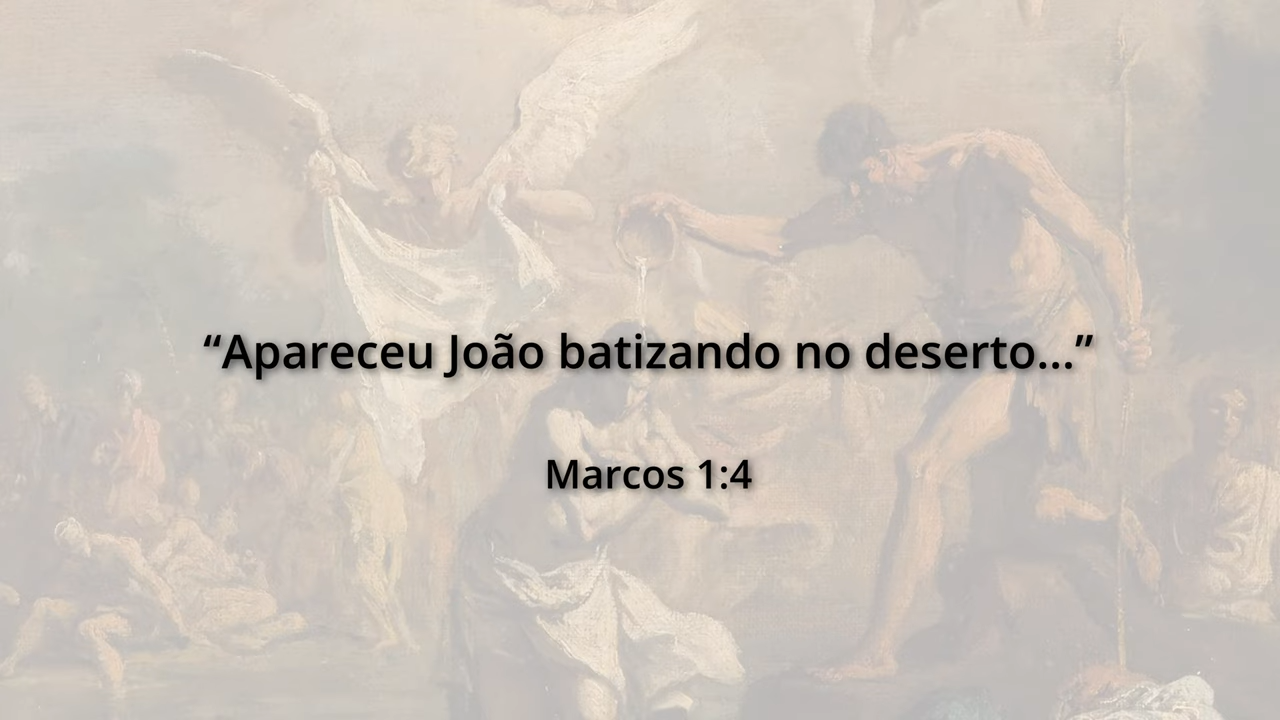 “Apareceu João batizando no deserto...”
Marcos 1:4